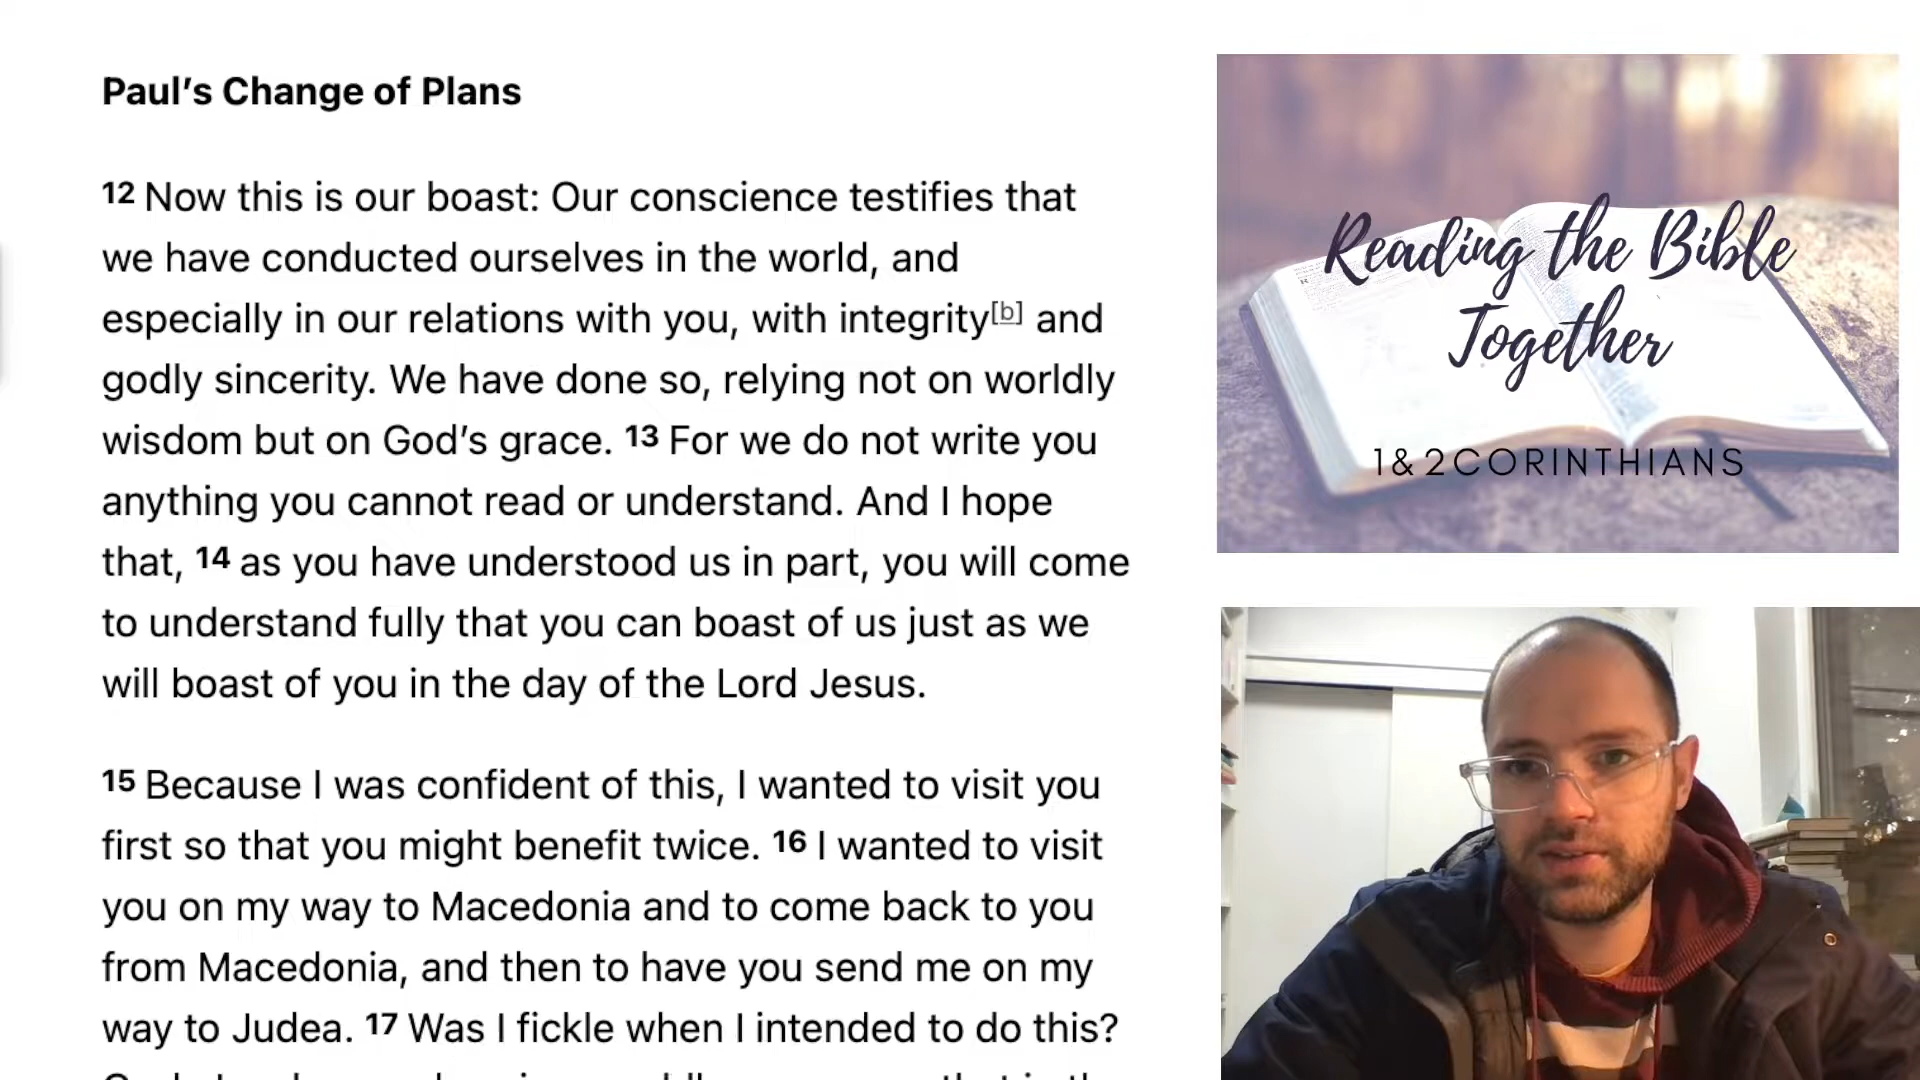 Paul’s Change of Plans
12 Now this is our boast: Our conscience testifies that
we have conducted ourselves in the world, and
especially in our relations with you, with integrity[b] and
godly sincerity. We have done so, relying not on worldly
wisdom but on God’s grace. 13 For we do not write you
anything you cannot read or understand. And I hope
that, 14 as you have understood us in part, you will come
to understand fully that you can boast of us just as we
will boast of you in the day of the Lord Jesus.
15 Because I was confident of this, I wanted to visit you
first so that you might benefit twice. 16 I wanted to visit
you on my way to Macedonia and to come back to you
from Macedonia, and then to have you send me on my
way to Judea. 17 Was I fickle when I intended to do this?
Reading the Bible
Together
1 & 2 CORINTHIANS